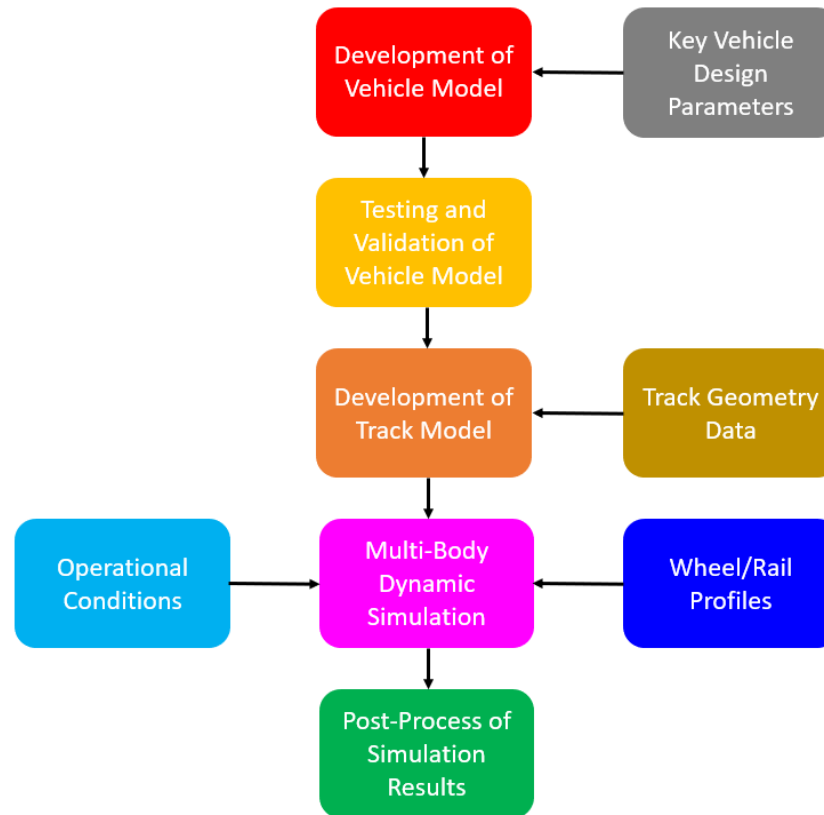 Development of
Vehicle Model
Key Vehicle
Design
Parameters
Testing and
Validation of
Vehicle Model
Development of
Track Model
Track Geometry
Data
Operational
Conditions
Multi-Body
Dynamic
Simulation
Wheel/Rail
Profiles
Post-Process of
Simulation
Results